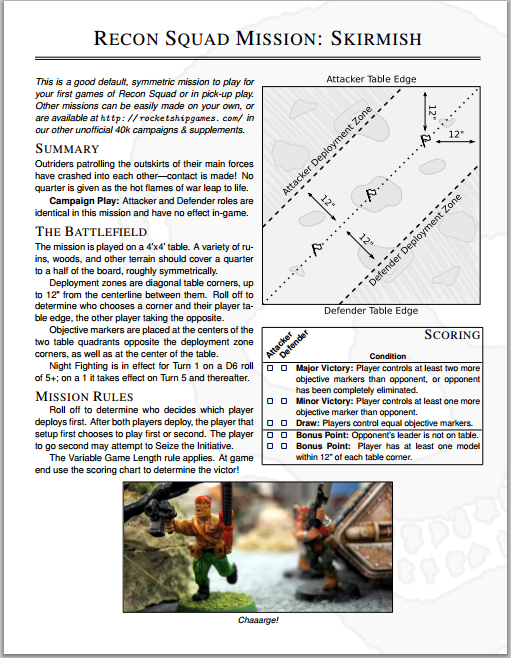 RECON SQUAD MISSION: SKIRMISH
This is a good default, symmetric mission to play for
your first games of Recon Squad or in pick-up play.
Other missions can be easily made on your own, or
are available at http://rocketshipgames.com/ in
our other unofficial 40k campaigns & supplements.
SUMMARY
Outriders patrolling the outskirts of their main forces
have crashed into each other—contact is made! No
quarter is given as the hot flames of war leap to life.
Campaign Play: Attacker and Defender roles are
identical in this mission and have no effect in-game.
THE BATTLEFIELD
The mission is played on a 4'x4' table. A variety of ru-
ins, woods, and other terrain should cover a quarter
to a half of the board, roughly symmetrically.
Deployment zones are diagonal table corners, up
to 12" from the centerline between them. Roll off to
determine who chooses a corner and their player ta-
ble edge, the other player taking the opposite.
Objective markers are placed at the centers of the
two table quadrants opposite the deployment zone
corners, as well as at the center of the table.
Night Fighting is in effect for Turn 1 on a D6 roll
of 5+; on a 1 it takes effect on Turn 5 and thereafter.
MISSION RULES
Roll off to determine who decides which player
deploys first. After both players deploy, the player that
setup first chooses to play first or second. The player
to go second may attempt to Seize the Initiative.
The Variable Game Length rule applies. At game
end use the scoring chart to determine the victor!
Attacker Table Edge
Attacker Deployment Zone
12"
12"
12"
12"
Defender Deployment Zone
Defender Table Edge
SCORING
Attacker
Defender
Condition
Major Victory: Player controls at least two more
objective markers than opponent, or opponent
has been completely eliminated.
Minor Victory: Player controls at least one more
objective marker than opponent.
Draw: Players control equal objective markers.
Bonus Point: Opponent's leader is not on table.
Bonus Point: Player has at least one model
within 12" of each table corner.
Chaaarge!